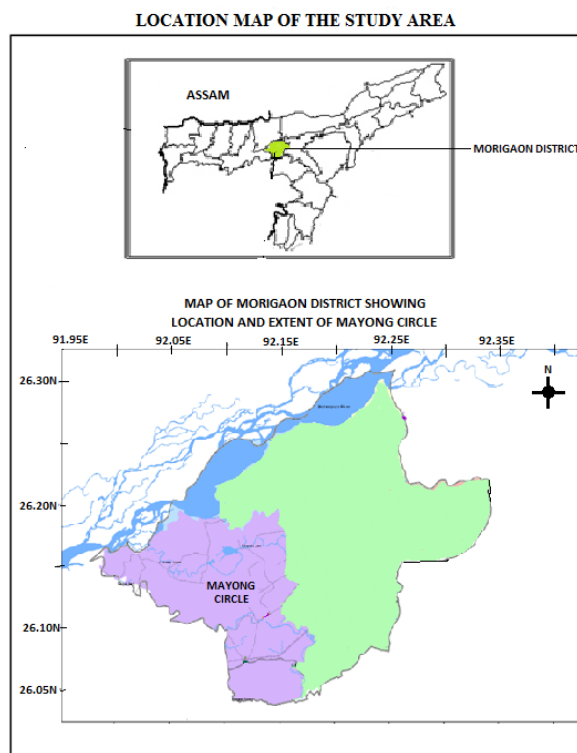 LOCATION MAP OF THE STUDY AREA
ASSAM
MORIGAON DISTRICT
MAP OF MORIGAON DISTRICT SHOWING
LOCATION AND EXTENT OF MAYONG CIRCLE
91.95E 92.05E 92.15E 92.25E 92.35E
N
26.30N
26.20N
MAYONG
CIRCLE
26.10N
26.05N